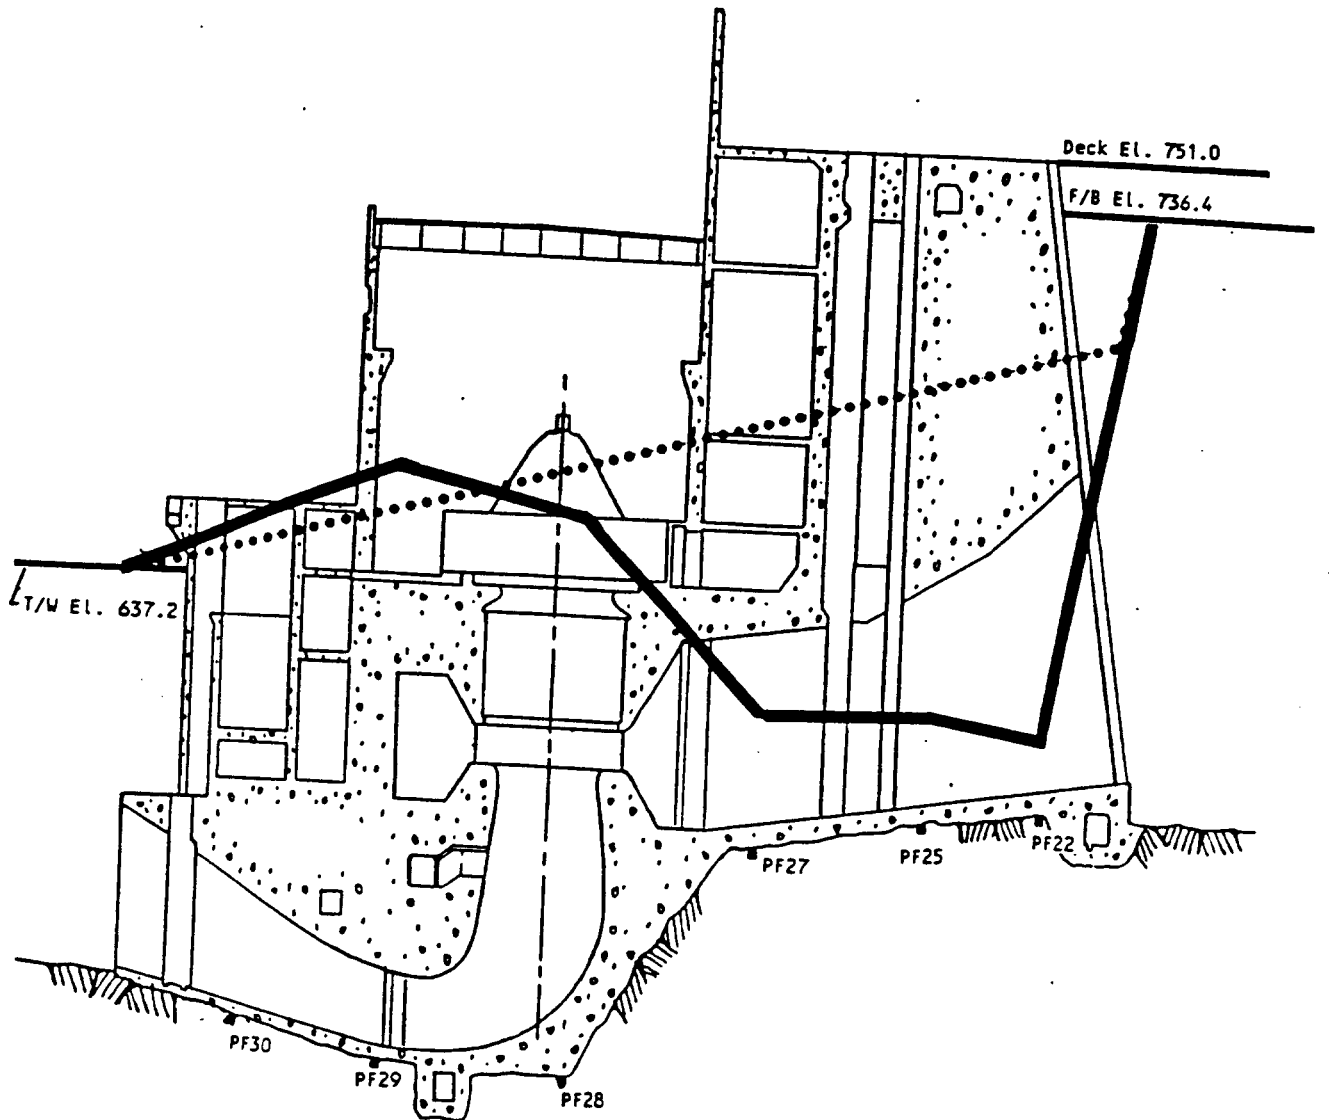 Deck El. 751.0
F/B El. 736.4
T/W El. 637.2
PF27
PF25
PF22
PF30
PF29
PF28